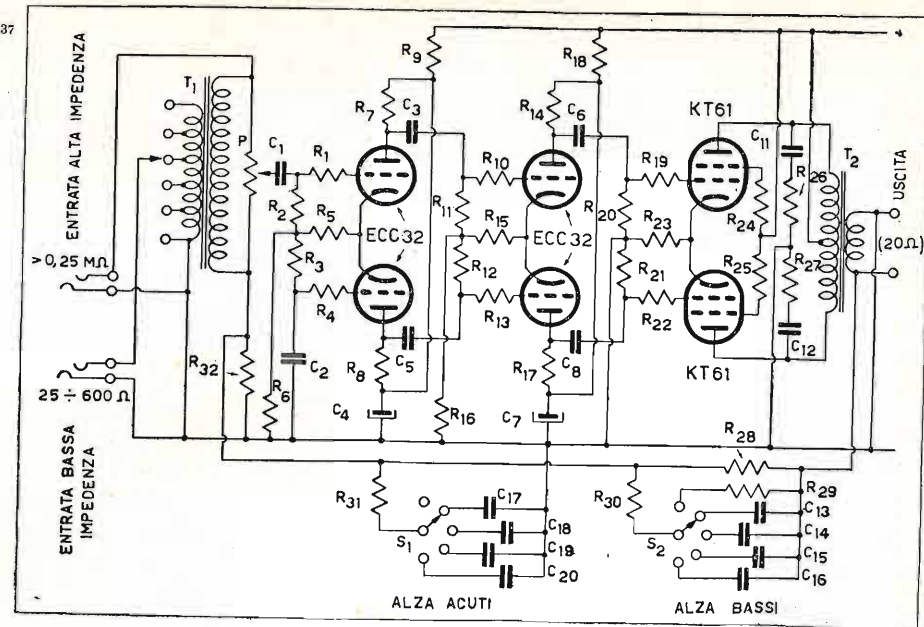 37
ENTRATA ALTA IMPEDENZA
> 0,25 MΩ
25 ÷ 600 Ω
ENTRATA BASSA
IMPEDENZA
T1
P
C1
R1
R2
R5
R3
R4
R32
R6
C2
R7
C3
R9
ECC32
R8
C5
C4
R10
R11
R15
R12
R13
R16
R14
C6
R18
ECC32
R17
C8
C7
R19
R20
R23
R21
R22
KT61
KT61
R24
R25
C11
R26
R27
C12
T2
USCITA
(20Ω)
R28
R29
R31
S1
C17
C18
C19
C20
R30
S2
C13
C14
C15
C16
ALZA ACUTI
ALZA BASSI
+